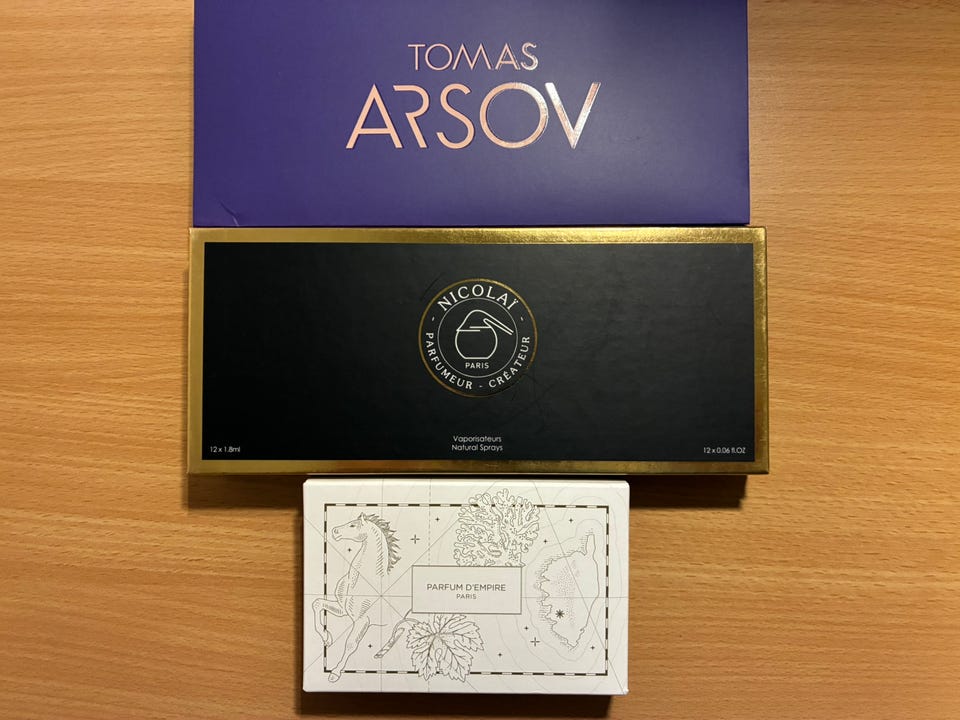 TOMAS
ARSOV
- NICOLAÏ -
PARFUMEUR - CRÉATEUR
PARIS
Vaporisateurs
Natural Sprays
12 x 1.8ml
12 x 0.06 fl.OZ
PARFUM D'EMPIRE
PARIS